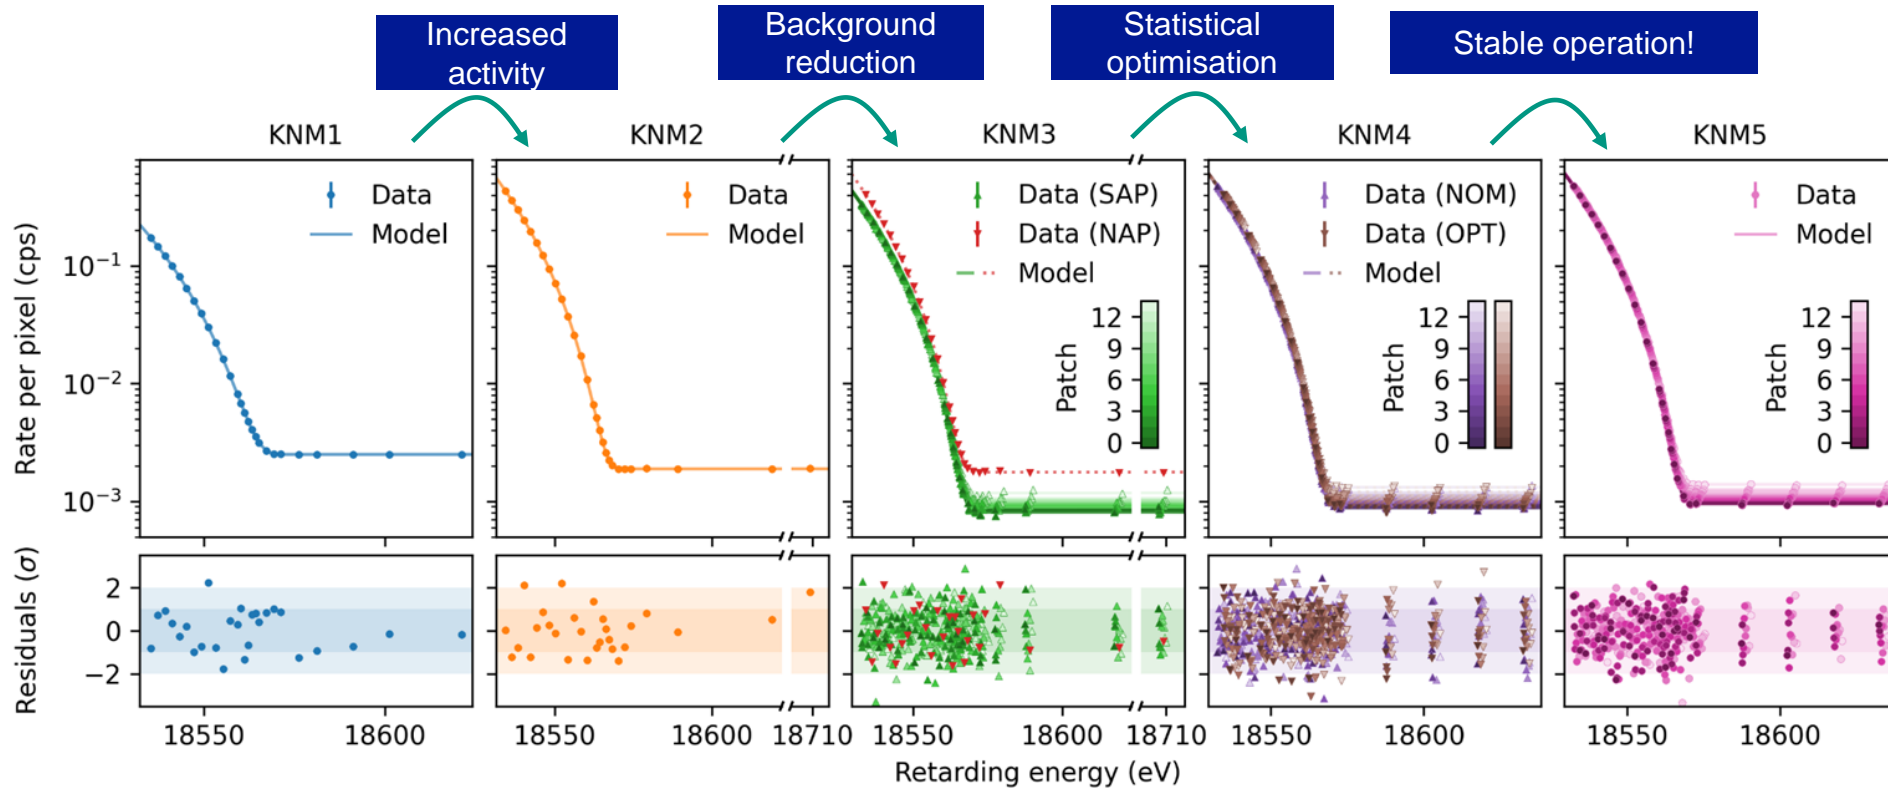 Increased
activity
Background
reduction
Statistical
optimisation
Stable operation!
KNM1
KNM2
KNM3
KNM4
KNM5
Rate per pixel (cps)
10⁻¹
10⁻²
10⁻³
Data
Model
Data
Model
Data (SAP)
Data (NAP)
Model
Patch
12
9
6
3
0
Data (NOM)
Data (OPT)
Model
Patch
12
9
6
3
0
Data
Model
Patch
12
9
6
3
0
Residuals (σ)
2
0
−2
18550 18600
18550 18600 18710
18550 18600 18710
18550 18600
18550 18600
Retarding energy (eV)